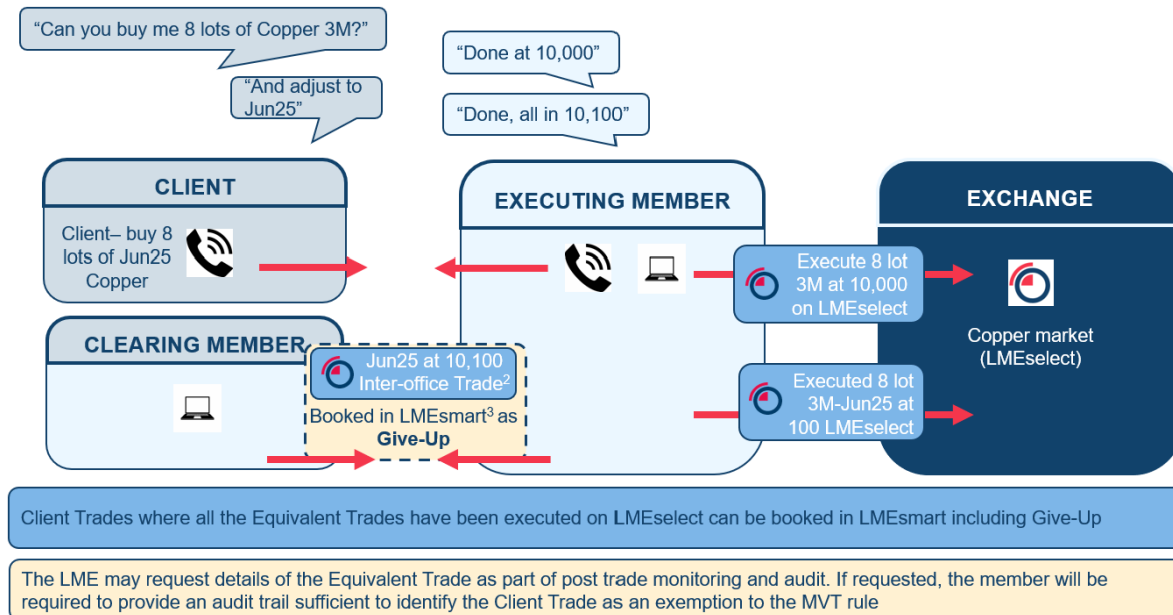 “Can you buy me 8 lots of Copper 3M?”
“And adjust to
Jun25”
“Done at 10,000”
“Done, all in 10,100”
CLIENT
Client– buy 8
lots of Jun25
Copper
EXECUTING MEMBER
EXCHANGE
Execute 8 lot
3M at 10,000
on LMEselect
Copper market
(LMEselect)
CLEARING MEMBER
Jun25 at 10,100
Inter-office Trade²
Booked in LMEsmart³ as
Give-Up
Executed 8 lot
3M-Jun25 at
100 LMEselect
Client Trades where all the Equivalent Trades have been executed on LMEselect can be booked in LMEsmart including Give-Up
The LME may request details of the Equivalent Trade as part of post trade monitoring and audit. If requested, the member will be
required to provide an audit trail sufficient to identify the Client Trade as an exemption to the MVT rule